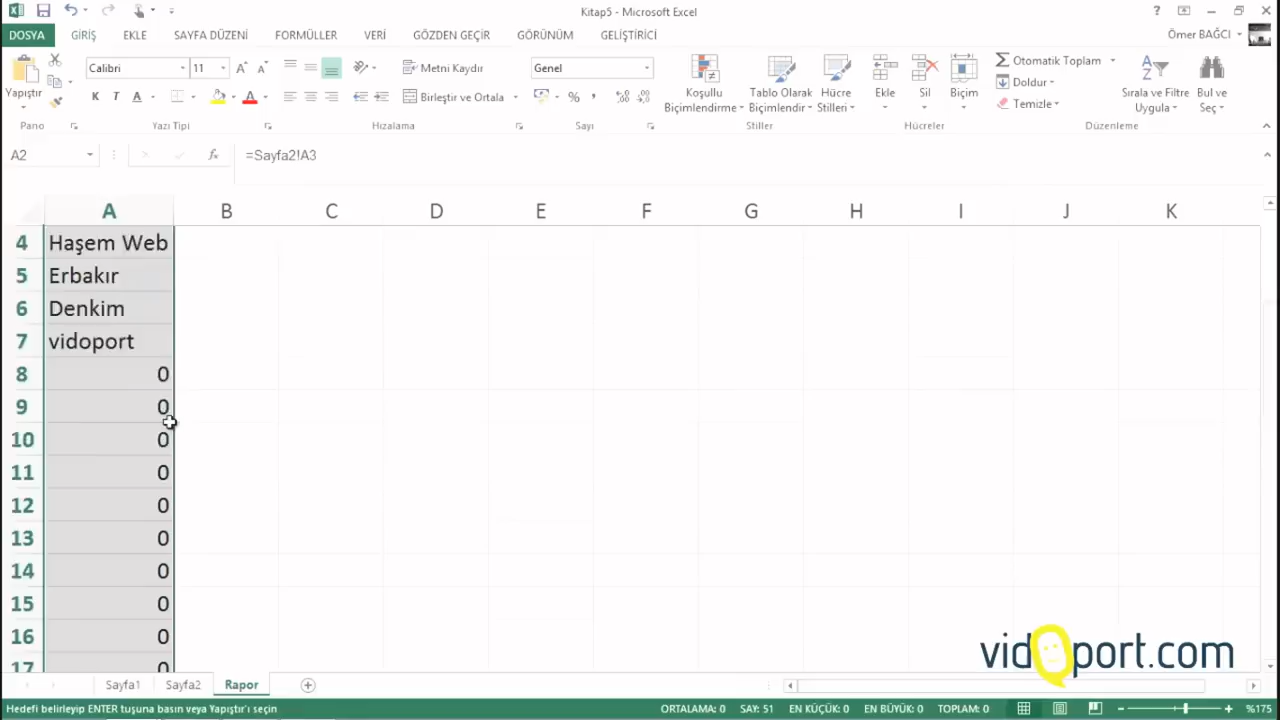 Kitap5 - Microsoft Excel
DOSYA GİRİŞ EKLE SAYFA DÜZENİ FORMÜLLER VERİ GÖZDEN GEÇİR GÖRÜNÜM GELİŞTİRİCİ Ömer BAĞCI
Yapıştır
Calibri 11
K T A
Metni Kaydır
Birleştir ve Ortala
Genel
Koşullu Biçimlendirme
Tablo Olarak Biçimlendir
Hücre Stilleri
Ekle Sil Biçim
Otomatik Toplam
Doldur
Temizle
Sırala ve Filtre Uygula
Bul ve Seç
Pano Yazı Tipi Hizalama Sayı Stiller Hücreler Düzenleme
A2 fx =Sayfa2!A3
A B C D E F G H I J K
4 Haşem Web
5 Erbakır
6 Denkim
7 vidoport
8 0
9 0
10 0
11 0
12 0
13 0
14 0
15 0
16 0
17 0
vidoport.com
Sayfa1 Sayfa2 Rapor
Hedefi belirleyip ENTER tuşuna basın veya Yapıştır'ı seçin ORTALAMA: 0 SAY: 51 EN KÜÇÜK: 0 EN BÜYÜK: 0 TOPLAM: 0 %175